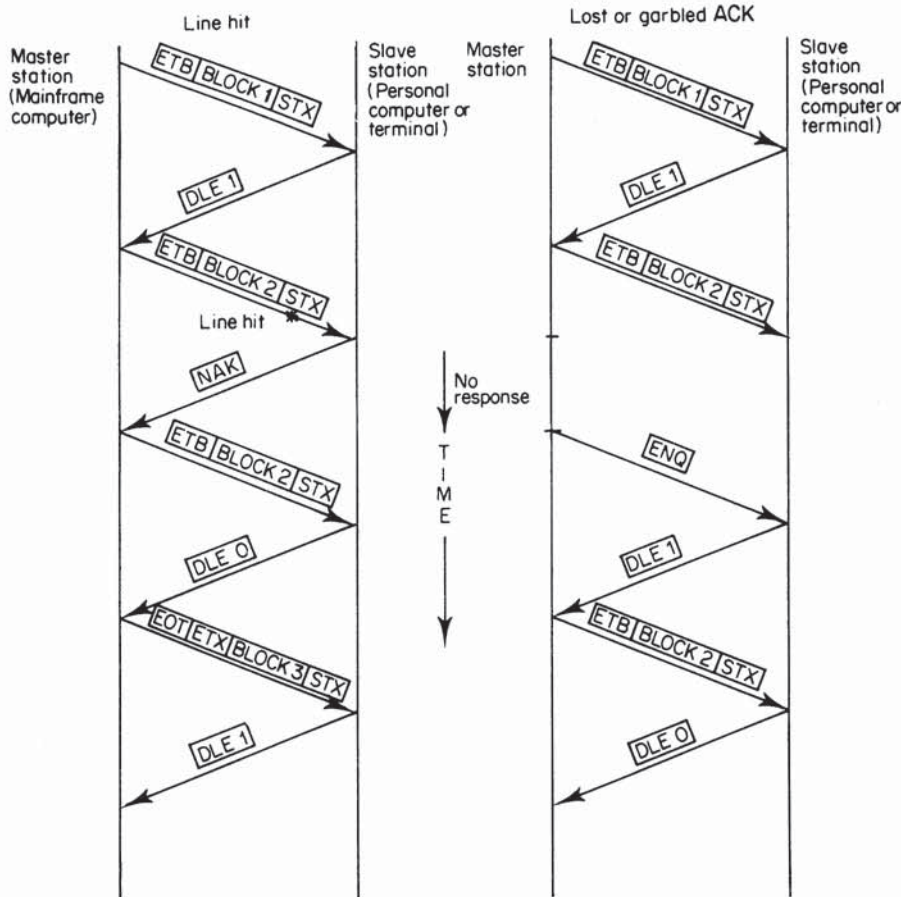 Line hit
Master
station
(Mainframe
computer)
Slave
station
(Personal
computer or
terminal)
ETB BLOCK 1 STX
DLE 1
ETB BLOCK 2 STX
Line hit
NAK
ETB BLOCK 2 STX
DLE 0
EOT ETX BLOCK 3 STX
DLE 1
No
response
T
I
M
E
Lost or garbled ACK
Master
station
Slave
station
(Personal
computer or
terminal)
ETB BLOCK 1 STX
DLE 1
ETB BLOCK 2 STX
ENQ
DLE 1
ETB BLOCK 2 STX
DLE 0